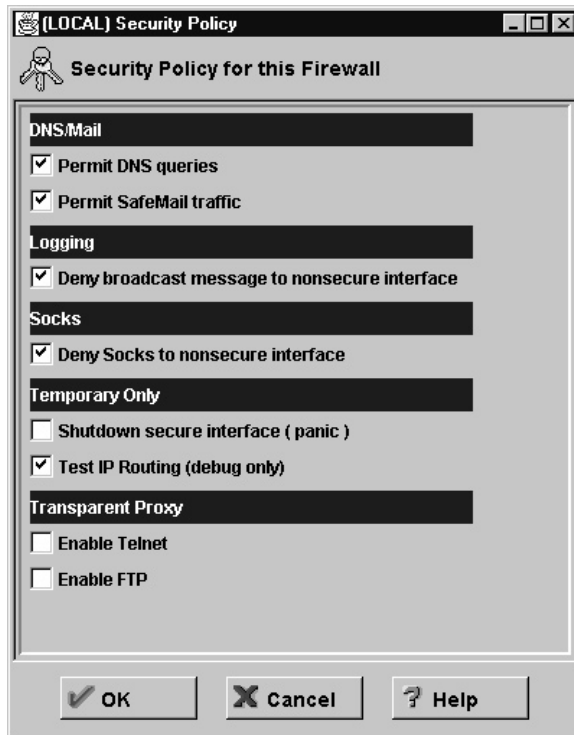 (LOCAL) Security Policy
Security Policy for this Firewall
DNS/Mail
Permit DNS queries
Permit SafeMail traffic
Logging
Deny broadcast message to nonsecure interface
Socks
Deny Socks to nonsecure interface
Temporary Only
Shutdown secure interface ( panic )
Test IP Routing (debug only)
Transparent Proxy
Enable Telnet
Enable FTP
OK Cancel Help